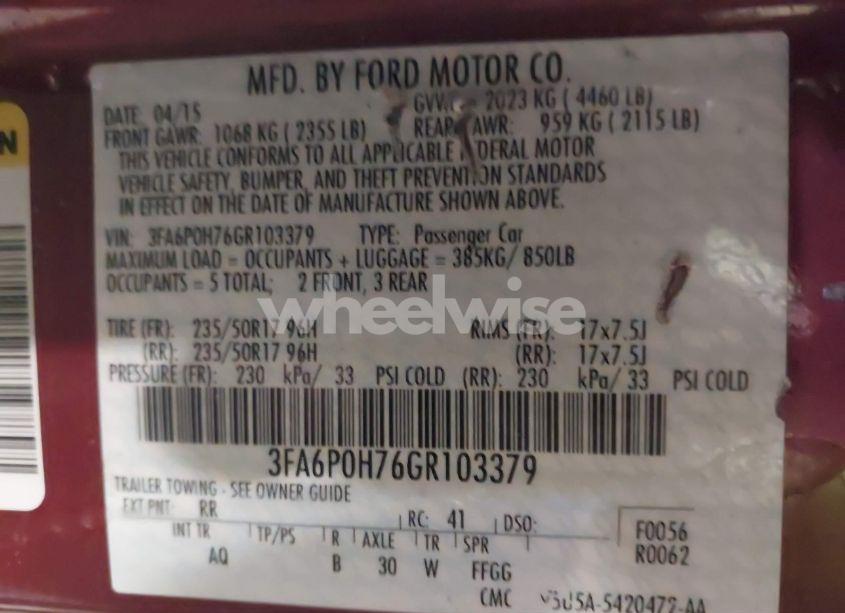 MFD. BY FORD MOTOR CO.
DATE: 04/15 GVW 2023 KG ( 4460 LB)
FRONT GAWR: 1068 KG ( 2355 LB) REAR AWR: 959 KG ( 2115 LB)
THIS VEHICLE CONFORMS TO ALL APPLICABLE DERAL MOTOR
VEHICLE SAFETY, BUMPER, AND THEFT PREVENTION STANDARDS
IN EFFECT ON THE DATE OF MANUFACTURE SHOWN ABOVE.
VIN: 3FA6P0H76GR103379 TYPE: Passenger Car
MAXIMUM LOAD = OCCUPANTS + LUGGAGE = 385KG/ 850LB
OCCUPANTS = 5 TOTAL; 2 FRONT, 3 REAR
wheelwise
TIRE (FR): 235/50R17 96H RIMS (FR): 17x7.5J
(RR): 235/50R17 96H (RR): 17x7.5J
PRESSURE (FR): 230 kPa/ 33 PSI COLD (RR): 230 kPa/ 33 PSI COLD
3FA6P0H76GR103379
TRAILER TOWING - SEE OWNER GUIDE
EXT PNT: RR RC: 41 DSO: F0056
INT TR TP/PS R AXLE TR SPR R0062
AQ B 30 W FFGG
CMC 5U5A-5420472-AA
N